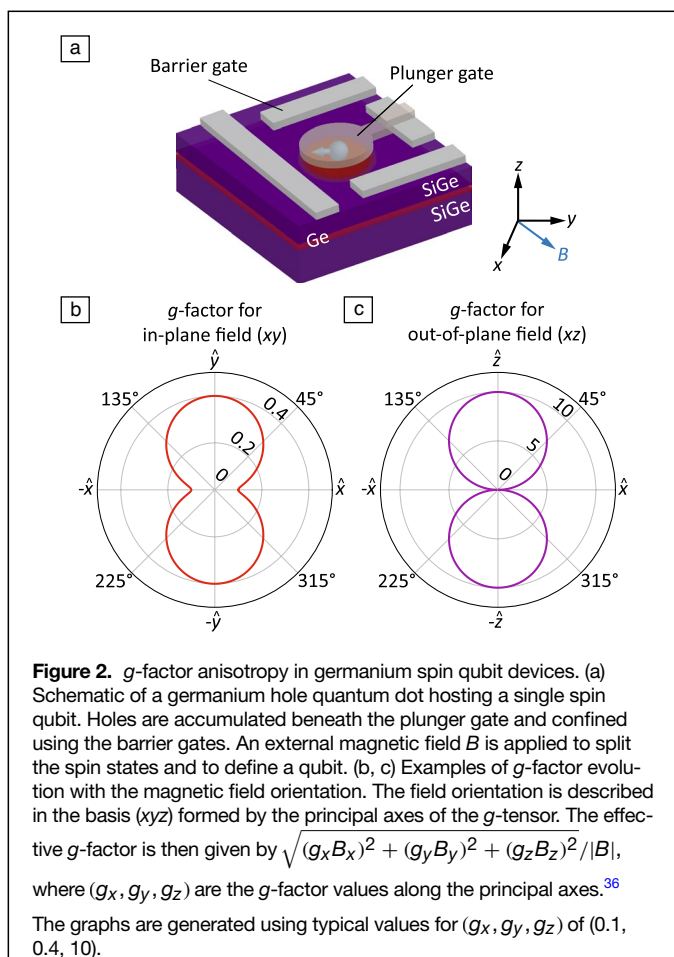 a
Barrier gate
Plunger gate
SiGe
SiGe
Ge
z
y
x
B
b
g-factor for
in-plane field (xy)
ŷ
135°
45°
0.4
0.2
0
-x̂
x̂
225°
315°
-ŷ
c
g-factor for
out-of-plane field (xz)
ẑ
135°
45°
10
5
0
-x̂
x̂
225°
315°
-ẑ
Figure 2. g-factor anisotropy in germanium spin qubit devices. (a)
Schematic of a germanium hole quantum dot hosting a single spin
qubit. Holes are accumulated beneath the plunger gate and confined
using the barrier gates. An external magnetic field B is applied to split
the spin states and to define a qubit. (b, c) Examples of g-factor evolu-
tion with the magnetic field orientation. The field orientation is described
in the basis (xyz) formed by the principal axes of the g-tensor. The effec-
tive g-factor is then given by √((gₓBₓ)² + (g_yB_y)² + (g_zB_z)²)/|B|,
where (gₓ, g_y, g_z) are the g-factor values along the principal axes.³⁶
The graphs are generated using typical values for (gₓ, g_y, g_z) of (0.1,
0.4, 10).